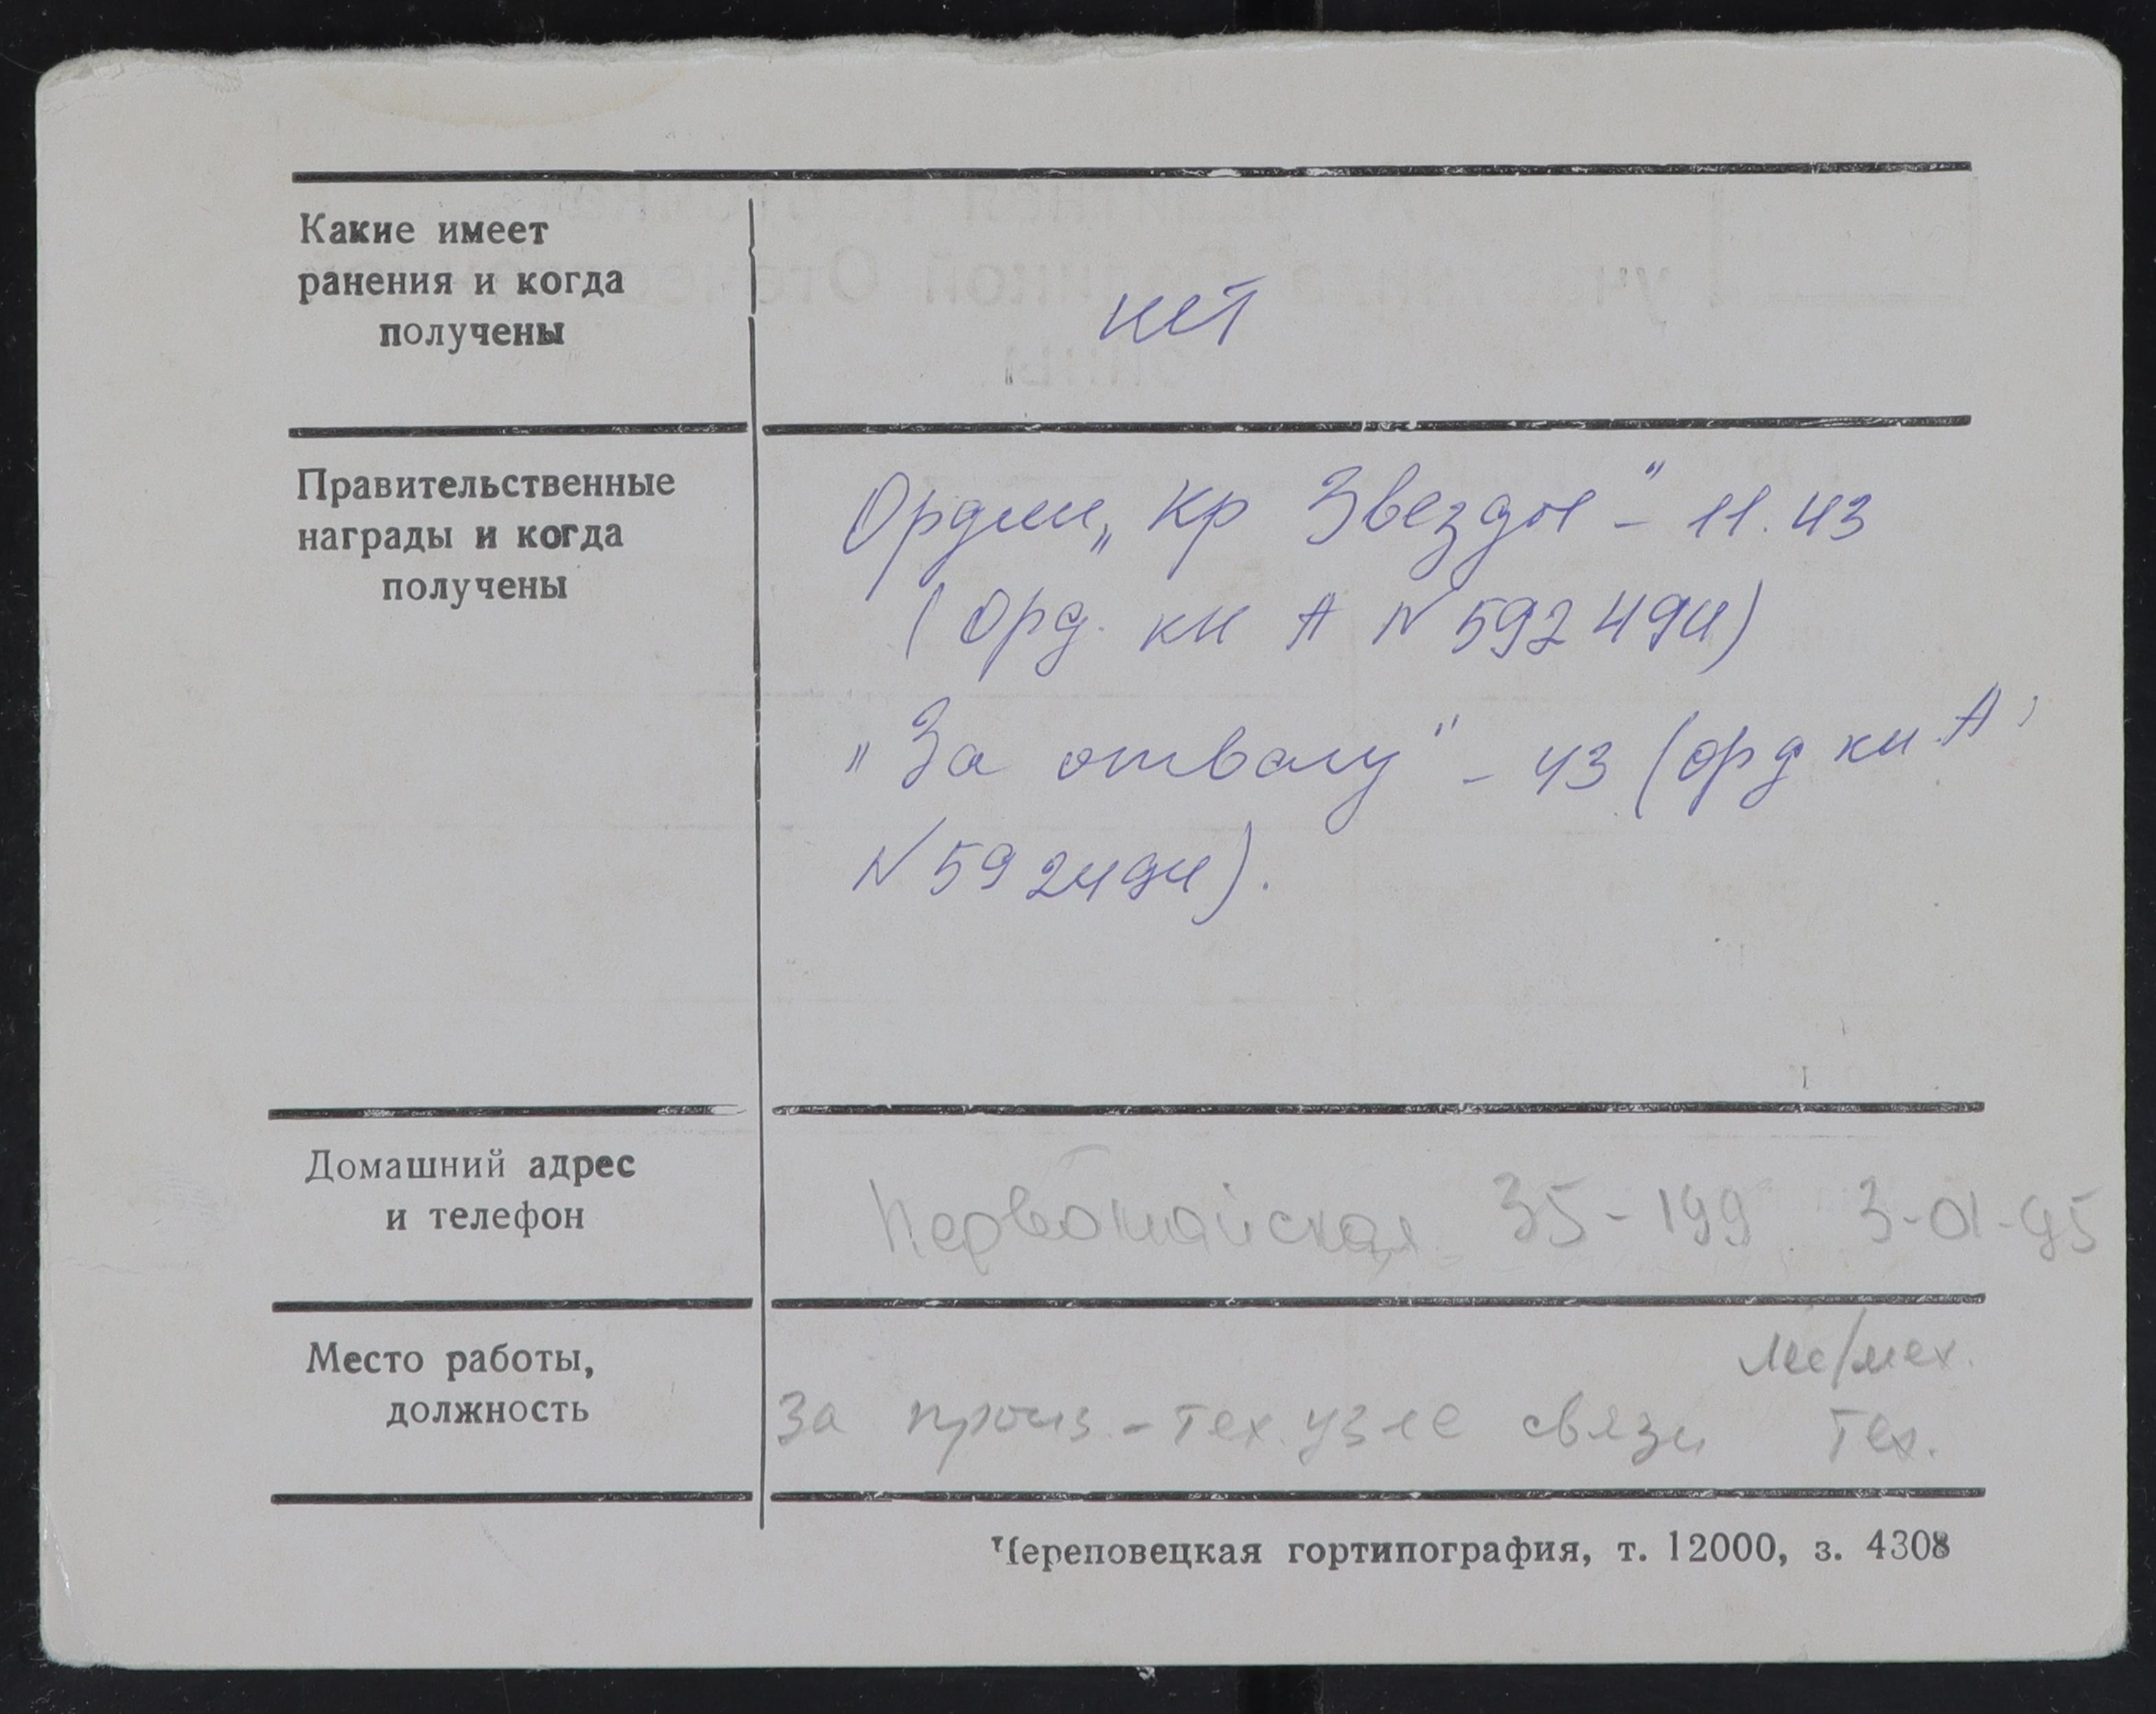 Какие имеет
ранения и когда
получены
нет
Правительственные
награды и когда
получены
Орден „Кр Звезды" - 11.43
(Орд. кн А N 592494)
„За отвагу" - 43 (орд кн. А
N 592494).
Домашний адрес
и телефон
Первомайская 35-199 3-01-95
Место работы,
должность
За произ.-тех. узле связи
тех.
Череповецкая гортипография, т. 12000, з. 4308